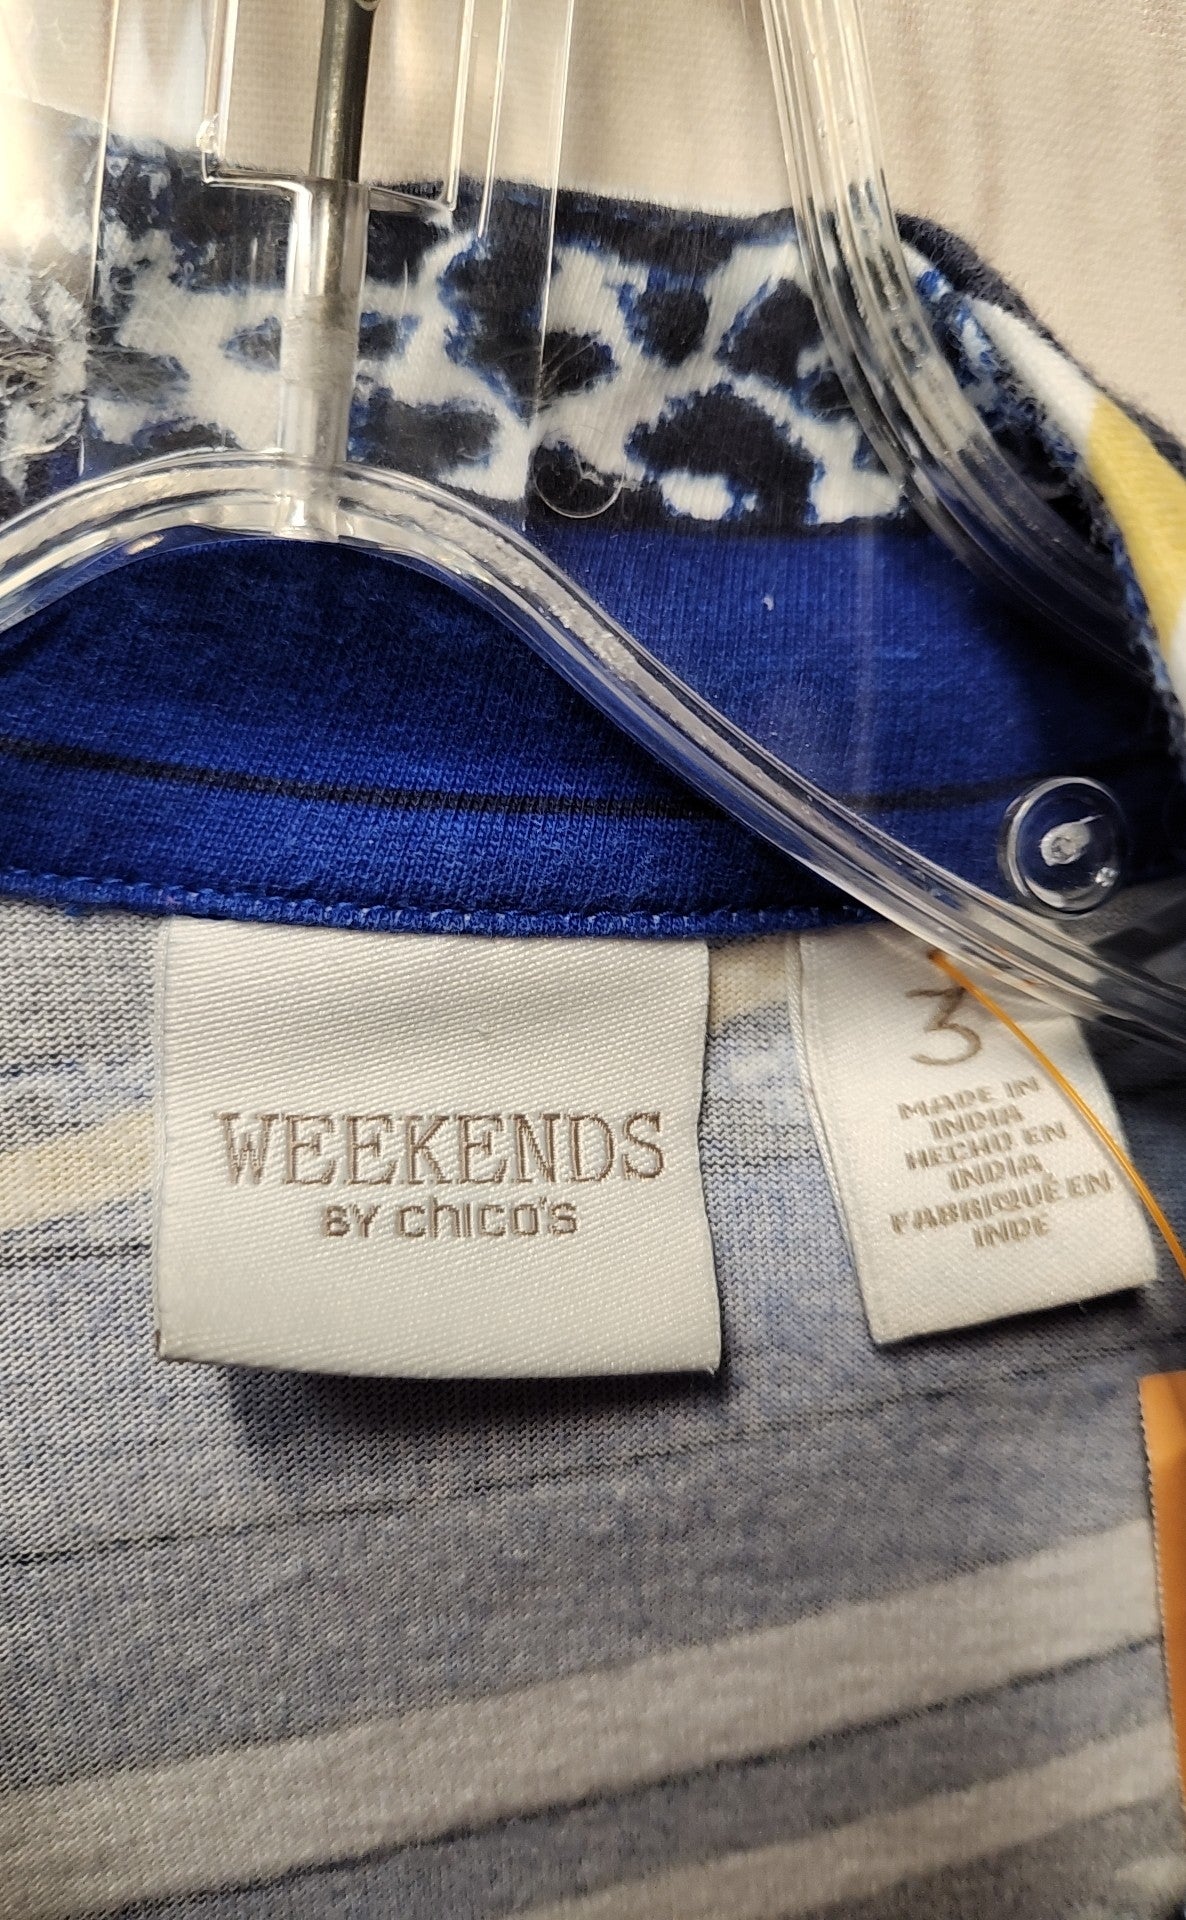 WEEKENDS
BY chico's
3
MADE IN
INDIA
HECHO EN
INDIA
FABRIQUÉ EN
INDE